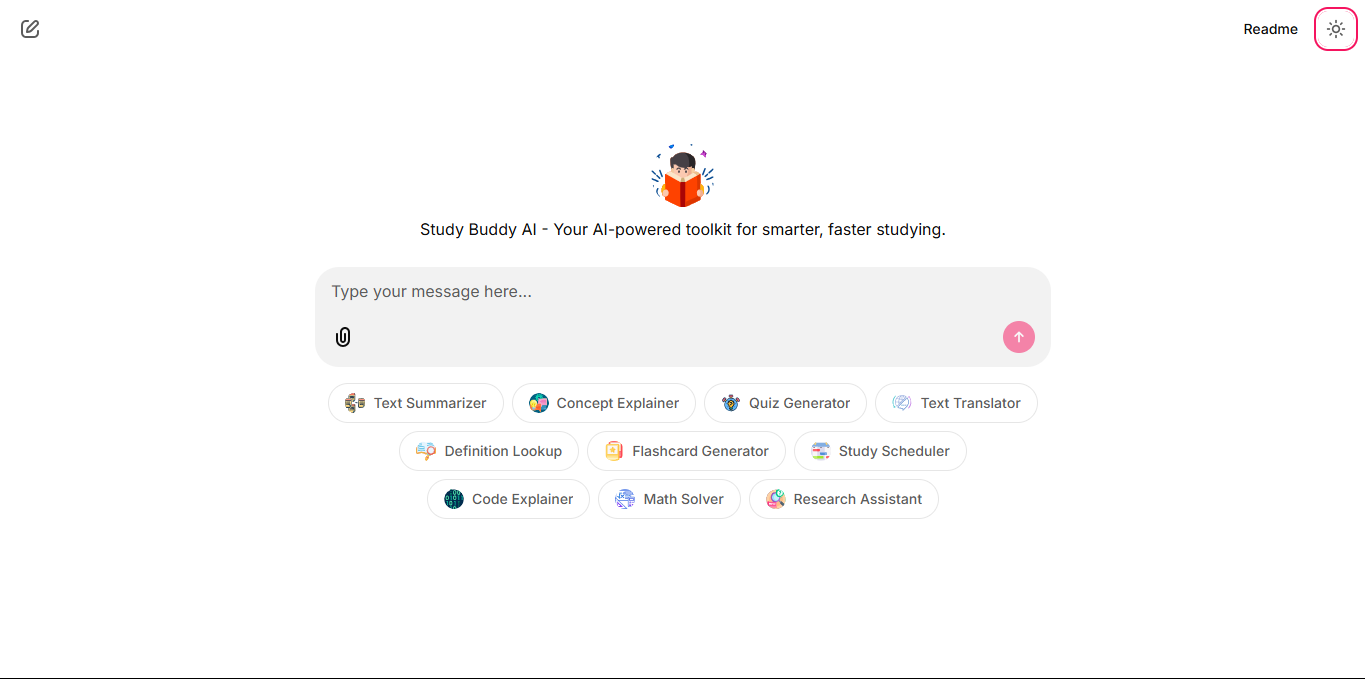 Readme
Study Buddy AI - Your AI-powered toolkit for smarter, faster studying.
Type your message here...
Text Summarizer
Concept Explainer
Quiz Generator
Text Translator
Definition Lookup
Flashcard Generator
Study Scheduler
Code Explainer
Math Solver
Research Assistant